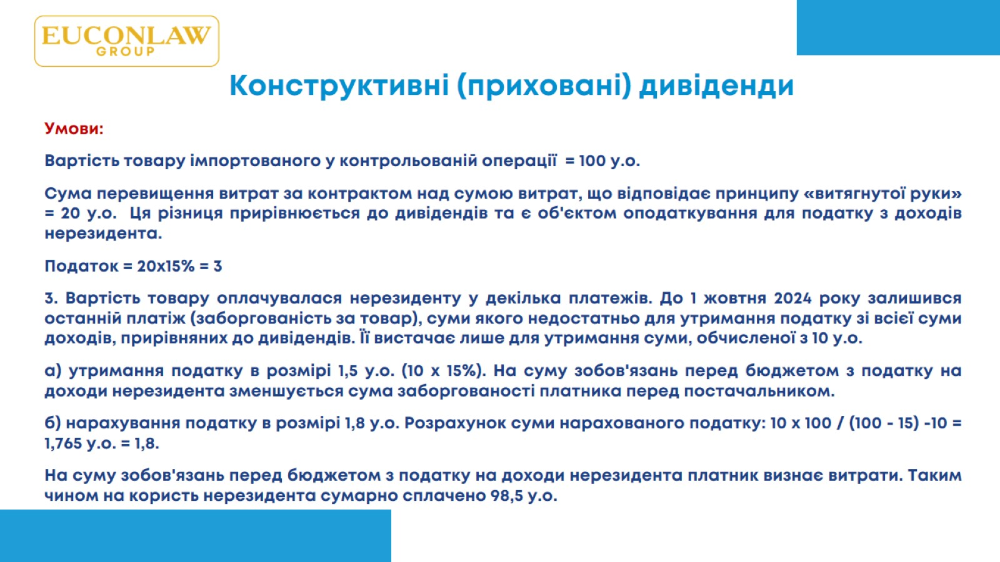 EUCONLAW
GROUP
Конструктивні (приховані) дивіденди
Умови:
Вартість товару імпортованого у контрольованій операції = 100 у.о.
Сума перевищення витрат за контрактом над сумою витрат, що відповідає принципу «витягнутої руки»
= 20 у.о. Ця різниця прирівнюється до дивідендів та є об'єктом оподаткування для податку з доходів
нерезидента.
Податок = 20х15% = 3
3. Вартість товару оплачувалася нерезиденту у декілька платежів. До 1 жовтня 2024 року залишився
останній платіж (заборгованість за товар), суми якого недостатньо для утримання податку зі всієї суми
доходів, прирівняних до дивідендів. Її вистачає лише для утримання суми, обчисленої з 10 у.о.
а) утримання податку в розмірі 1,5 у.о. (10 х 15%). На суму зобов'язань перед бюджетом з податку на
доходи нерезидента зменшується сума заборгованості платника перед постачальником.
б) нарахування податку в розмірі 1,8 у.о. Розрахунок суми нарахованого податку: 10 х 100 / (100 - 15) -10 =
1,765 у.о. = 1,8.
На суму зобов'язань перед бюджетом з податку на доходи нерезидента платник визнає витрати. Таким
чином на користь нерезидента сумарно сплачено 98,5 у.о.